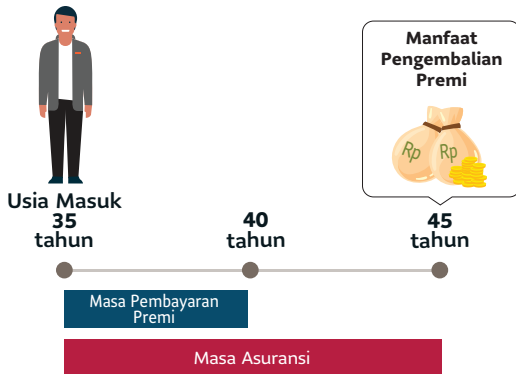 Manfaat
Pengembalian
Premi
Rp
Rp
Usia Masuk
35
tahun
40
tahun
45
tahun
Masa Pembayaran
Premi
Masa Asuransi